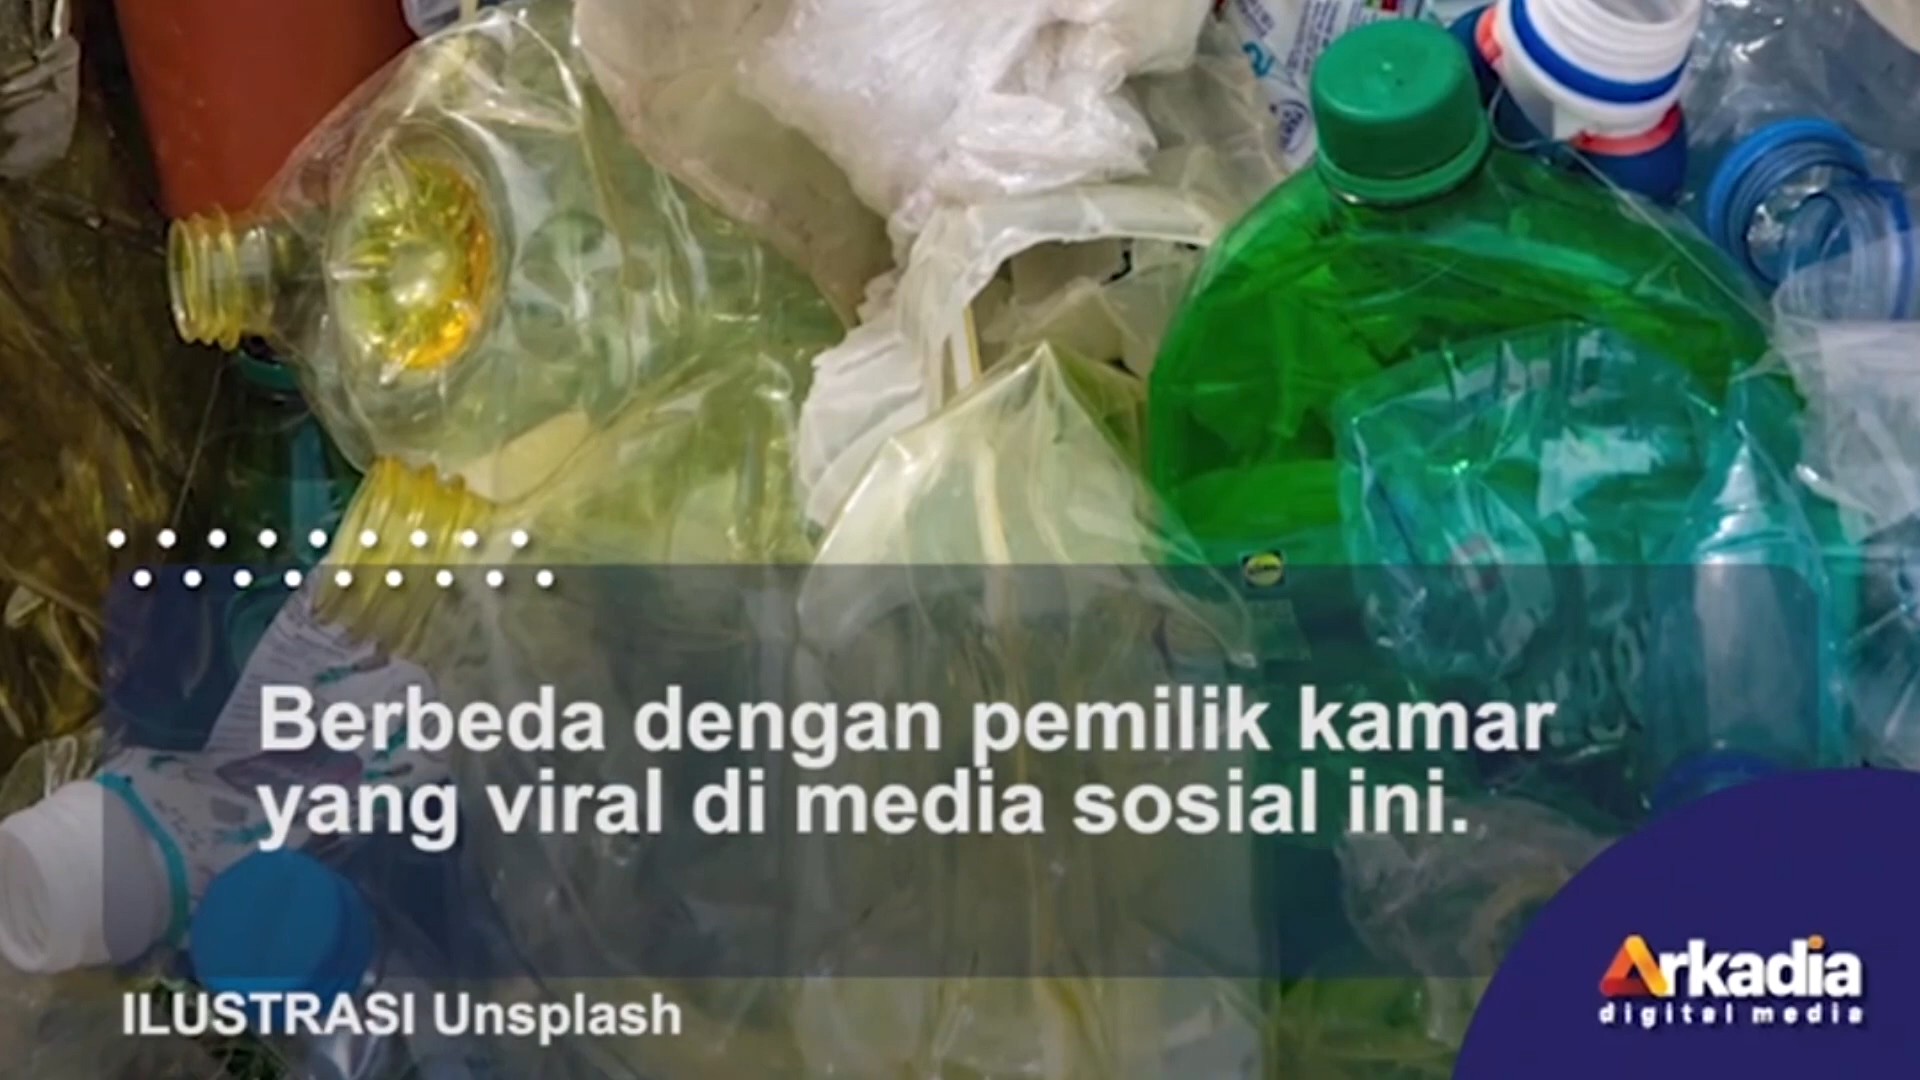 Berbeda dengan pemilik kamar
yang viral di media sosial ini.
ILUSTRASI Unsplash
Arkadia
digital media